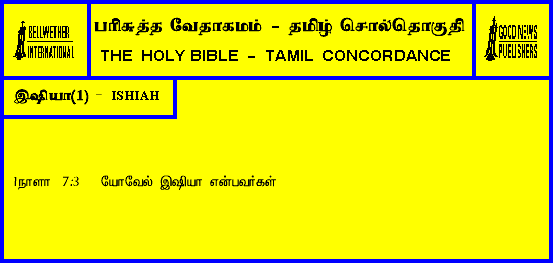 BELLWETHER
INTERNATIONAL
பரிசுத்த வேதாகமம் - தமிழ் சொல்தொகுதி
THE HOLY BIBLE - TAMIL CONCORDANCE
GOOD NEWS
PUBLISHERS
இஷியா(1) - ISHIAH
1நாளா 7:3 யோவேல் இஷியா என்பவர்கள்